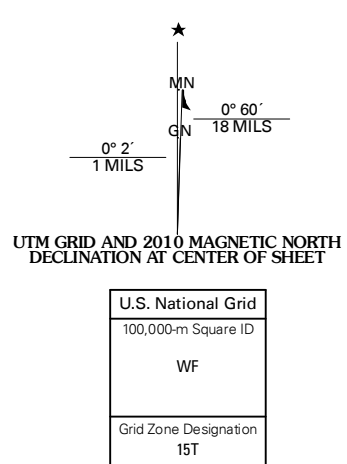 MN
0° 60´
18 MILS
GN
0° 2´
1 MILS
UTM GRID AND 2010 MAGNETIC NORTH
DECLINATION AT CENTER OF SHEET
U.S. National Grid
100,000-m Square ID
WF
Grid Zone Designation
15T